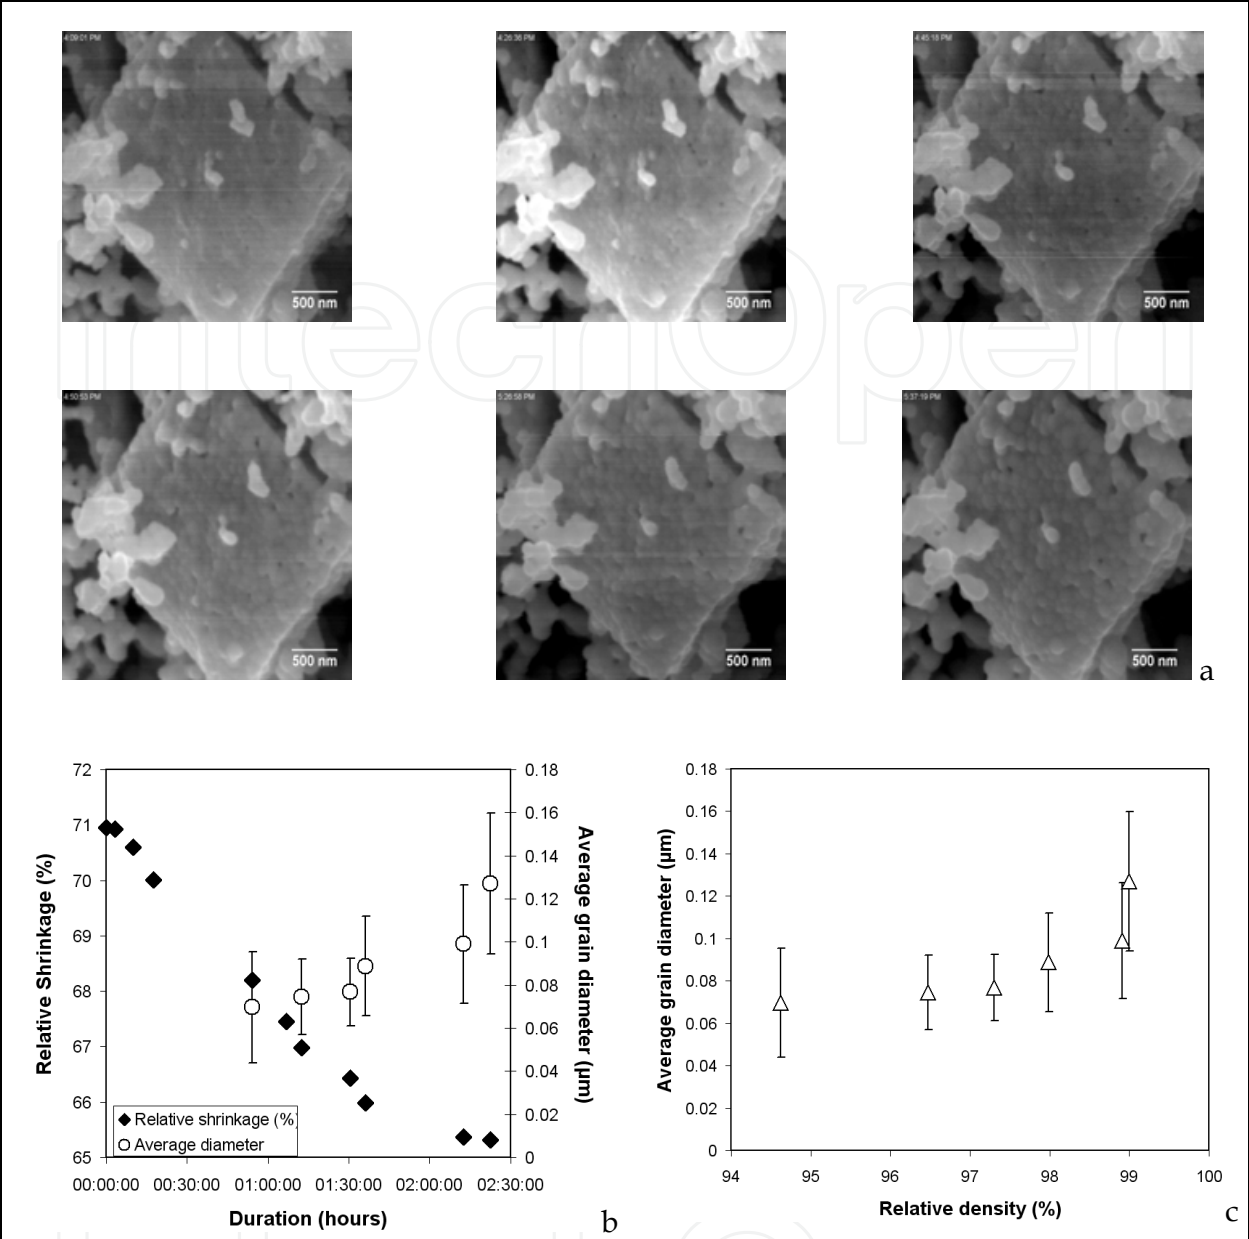 4:09:01 PM
4:26:36 PM
4:45:18 PM
500 nm
500 nm
500 nm
IntechOpen
4:50:53 PM
5:26:58 PM
5:37:19 PM
500 nm
500 nm
500 nm
a
72
71
70
69
68
67
66
65
Relative Shrinkage (%)
0.18
0.16
0.14
0.12
0.1
0.08
0.06
0.04
0.02
0
Average grain diameter (µm)
Relative shrinkage (%)
Average diameter
00:00:00 00:30:00 01:00:00 01:30:00 02:00:00 02:30:00
Duration (hours)
b
0.18
0.16
0.14
0.12
0.1
0.08
0.06
0.04
0.02
0
Average grain diameter (µm)
94 95 96 97 98 99 100
Relative density (%)
c